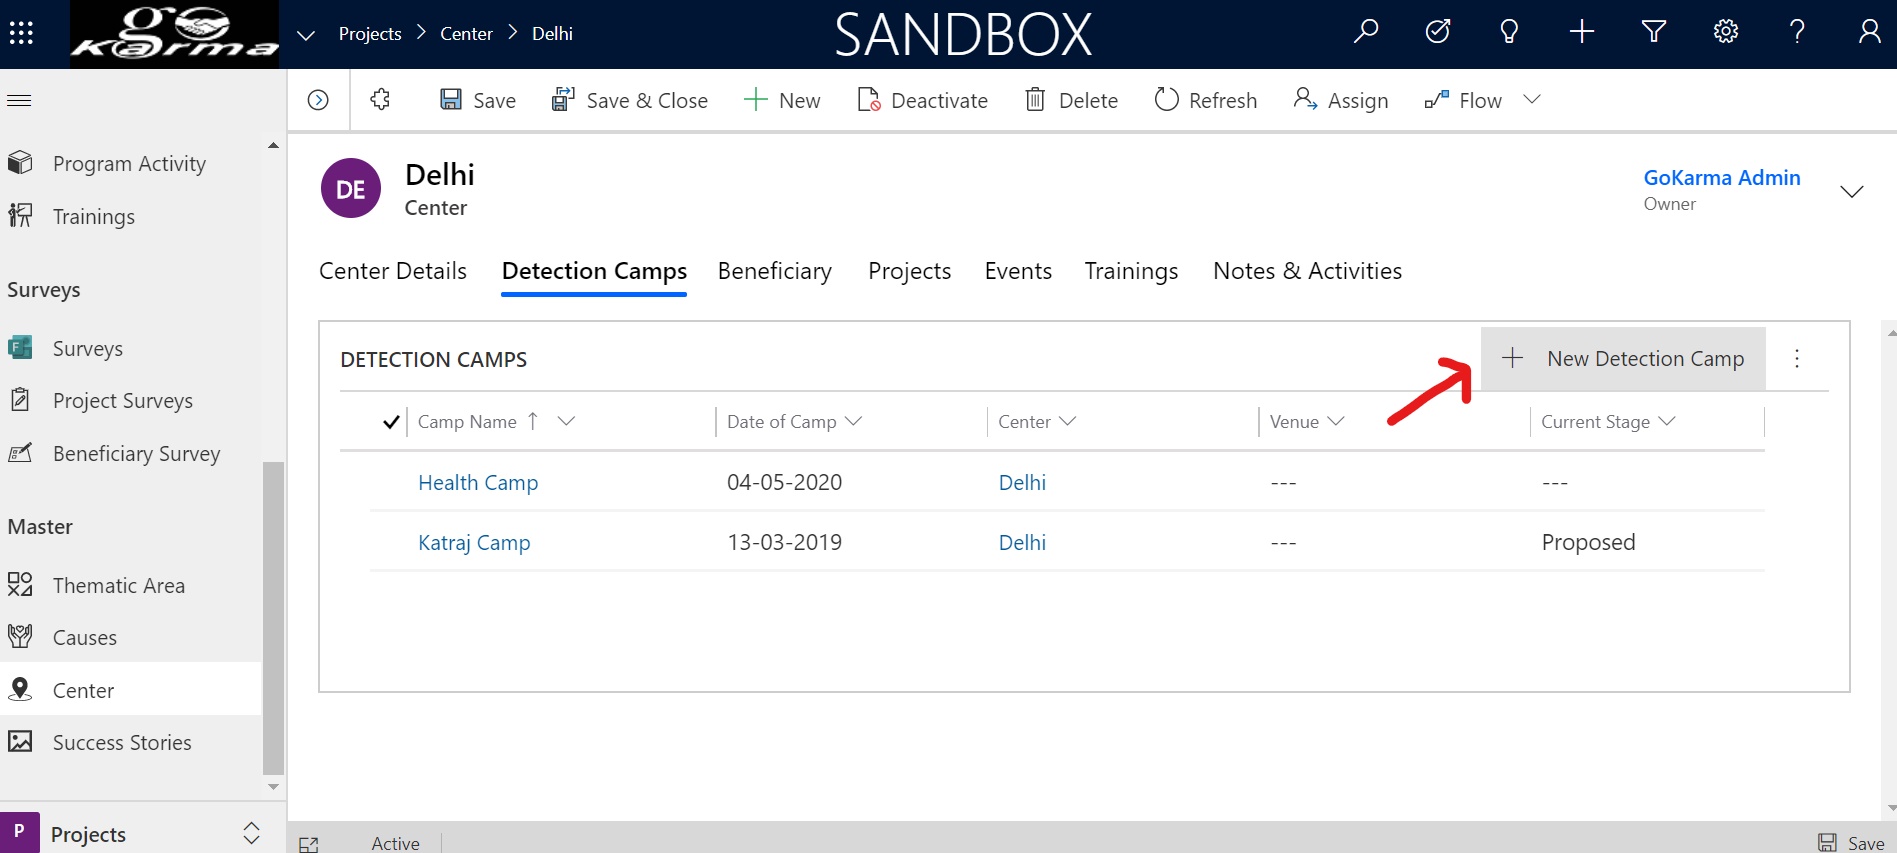 go karma
Projects > Center > Delhi
SANDBOX
Save
Save & Close
New
Deactivate
Delete
Refresh
Assign
Flow
Program Activity
Trainings
Surveys
Surveys
Project Surveys
Beneficiary Survey
Master
Thematic Area
Causes
Center
Success Stories
P Projects
DE
Delhi
Center
GoKarma Admin
Owner
Center Details Detection Camps Beneficiary Projects Events Trainings Notes & Activities
DETECTION CAMPS
+ New Detection Camp
Camp Name ↑ Date of Camp Center Venue Current Stage
Health Camp 04-05-2020 Delhi --- ---
Katraj Camp 13-03-2019 Delhi --- Proposed
Active
Save